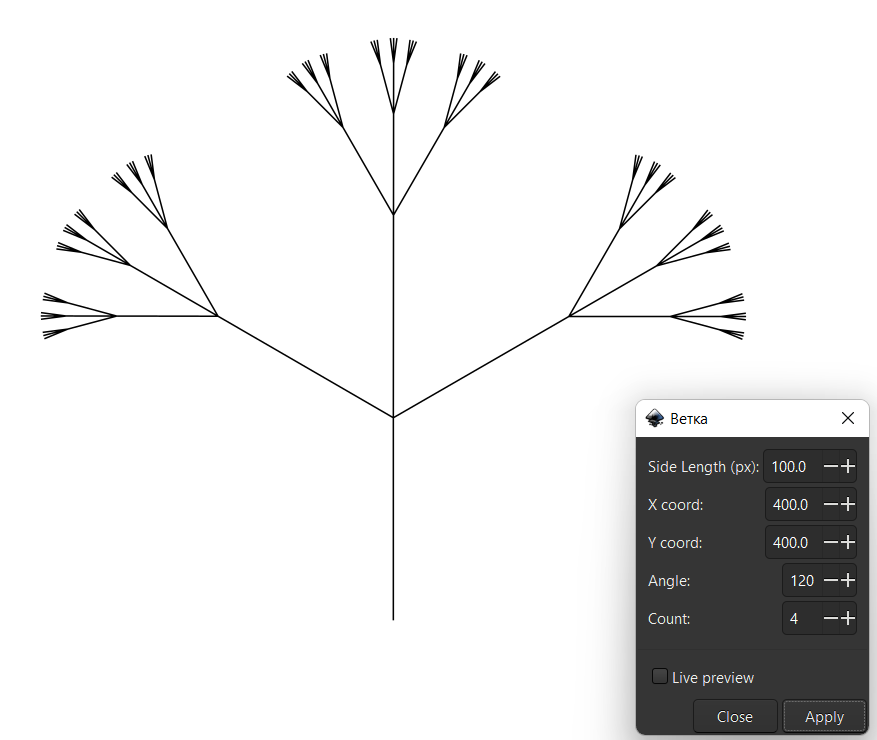 Ветка
Side Length (px): 100.0
X coord: 400.0
Y coord: 400.0
Angle: 120
Count: 4
Live preview
Close Apply